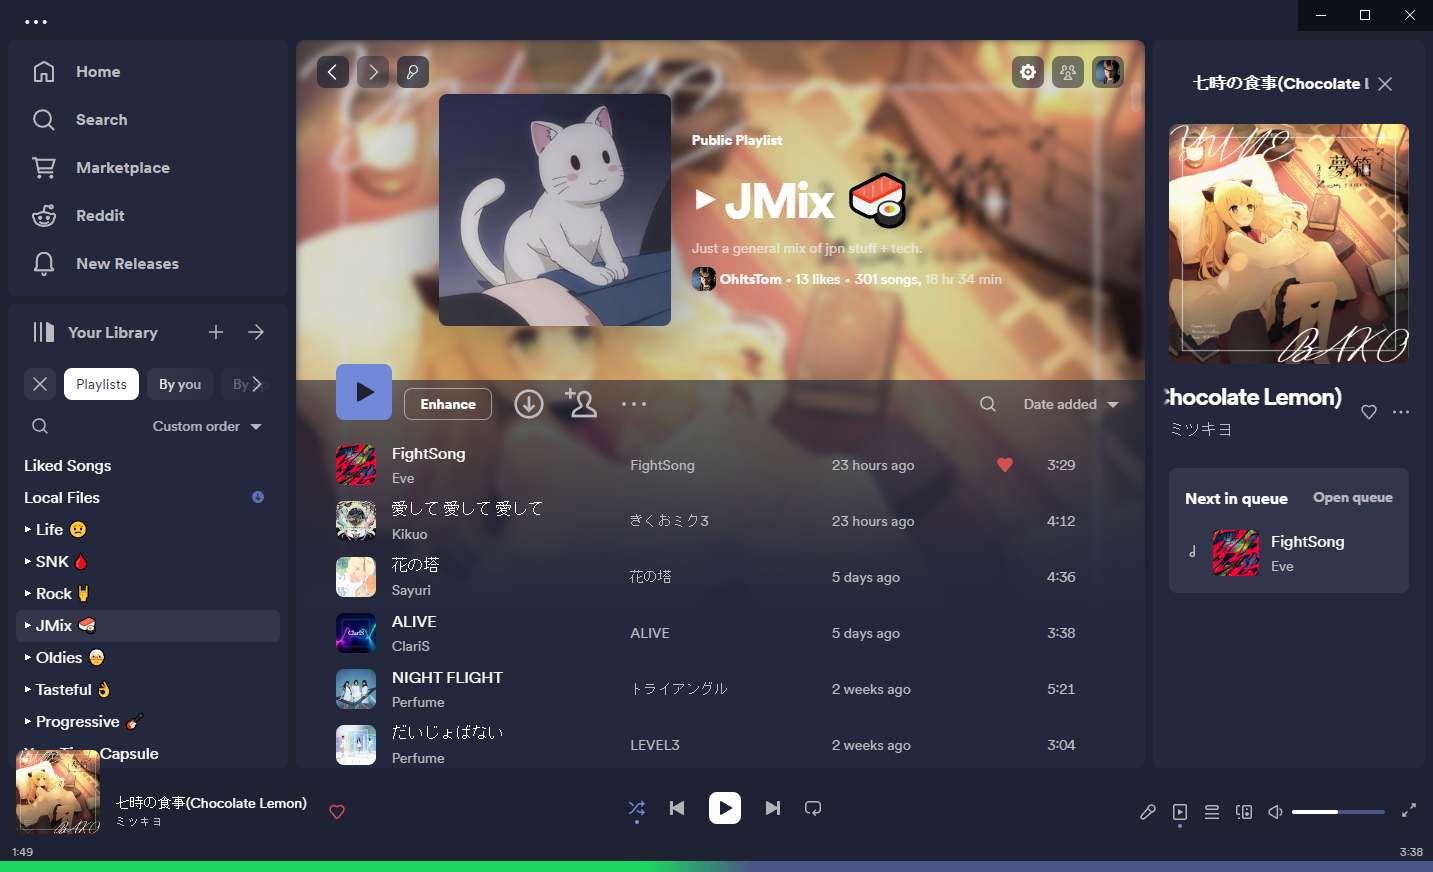 Home
Search
Marketplace
Reddit
New Releases
Your Library
Playlists
By you
By
Custom order
Liked Songs
Local Files
Life 😟
SNK 🩸
Rock 🤘
JMix 🍣
Oldies 👵
Tasteful 👌
Progressive 🎸
Capsule
Public Playlist
JMix 🍣
Just a general mix of jpn stuff + tech.
OhItsTom • 13 likes • 301 songs, 18 hr 34 min
Enhance
Date added
FightSong
Eve
FightSong
23 hours ago
3:29
愛して 愛して 愛して
Kikuo
きくおミク3
23 hours ago
4:12
花の塔
Sayuri
花の塔
5 days ago
4:36
ALIVE
ClariS
ALIVE
5 days ago
3:38
NIGHT FLIGHT
Perfume
トライアングル
2 weeks ago
5:21
だいじょばない
Perfume
LEVEL3
2 weeks ago
3:04
七時の食事(Chocolate
YUME
夢箱
BAKO
Chocolate Lemon)
ミツキヨ
Next in queue
Open queue
FightSong
Eve
七時の食事(Chocolate Lemon)
ミツキヨ
1:49
3:38